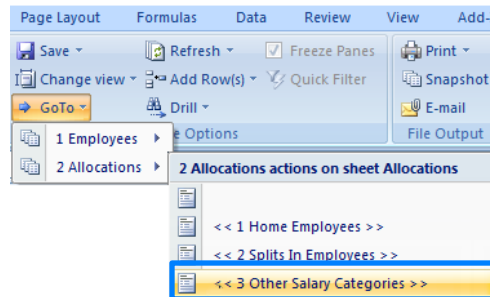 Page Layout Formulas Data Review View Add-
Save Refresh Freeze Panes Print
Change view Add Row(s) Quick Filter Snapshot
GoTo Drill E-mail
1 Employees e Options File Output
2 Allocations 2 Allocations actions on sheet Allocations
<< 1 Home Employees >>
<< 2 Splits In Employees >>
<< 3 Other Salary Categories >>